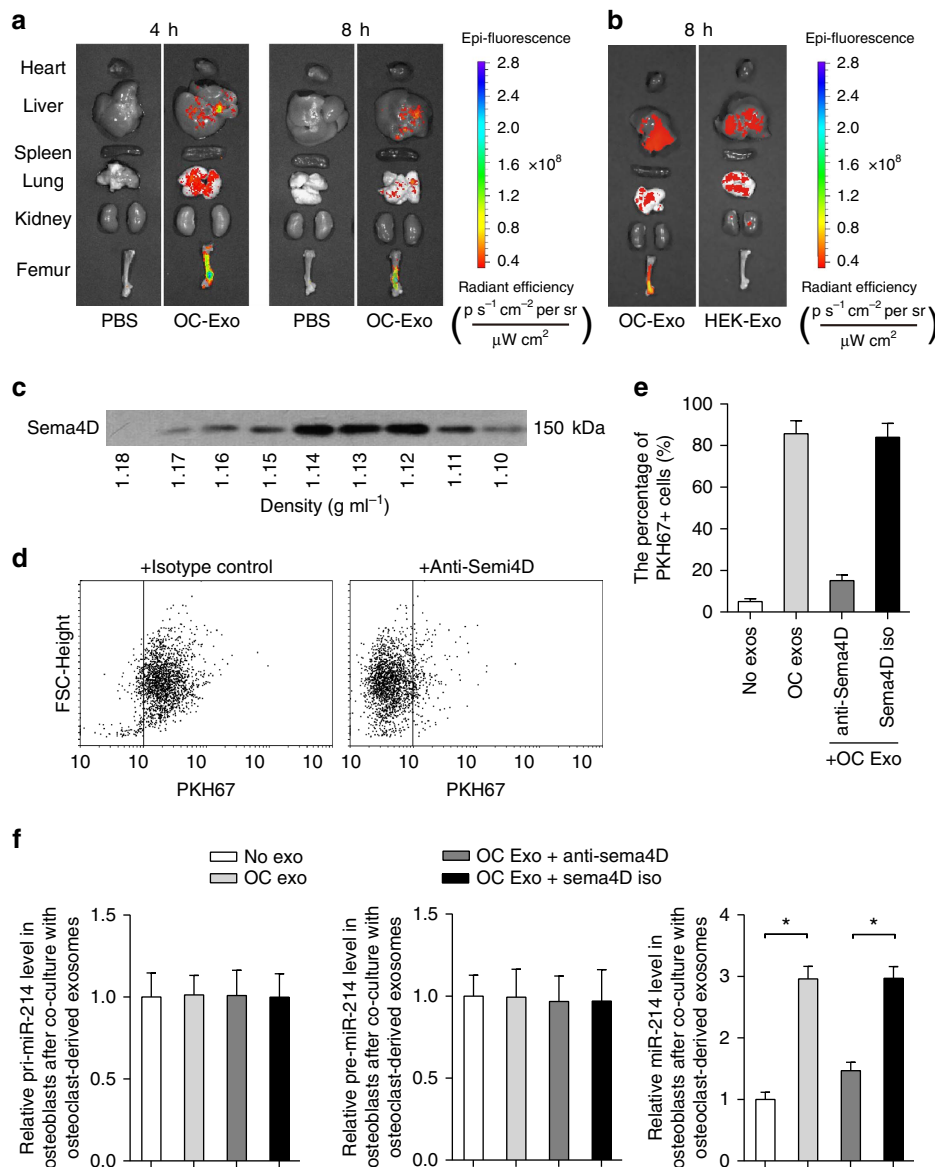 a
4 h
8 h
Heart
Liver
Spleen
Lung
Kidney
Femur
PBS
OC-Exo
PBS
OC-Exo
Epi-fluorescence
2.8
2.0
×10⁸
1.6
1.2
0.8
0.4
Radiant efficiency
(p s⁻¹ cm⁻² per sr)
µW cm²
b
8 h
OC-Exo
HEK-Exo
Epi-fluorescence
2.8
2.0
×10⁸
1.6
1.2
0.8
0.4
Radiant efficiency
(p s⁻¹ cm⁻² per sr)
µW cm²
c
Sema4D
150 kDa
1.18
1.17
1.16
1.15
1.14
1.13
1.12
1.11
1.10
Density (g ml⁻¹)
d
+Isotype control
+Anti-Semi4D
FSC-Height
10 10 10 10 10
10 10 10 10 10
PKH67
PKH67
e
The percentage of
PKH67+ cells (%)
100
80
60
40
20
0
No exos
OC exos
anti-Sema4D
Sema4D iso
+OC Exo
f
No exo
OC exo
OC Exo + anti-sema4D
OC Exo + sema4D iso
Relative pri-miR-214 level in
osteoblasts after co-culture with
osteoclast-derived exosomes
1.5
1.0
0.5
0.0
Relative pre-miR-214 level in
osteoblasts after co-culture with
osteoclast-derived exosomes
1.5
1.0
0.5
0.0
Relative miR-214 level in
osteoblasts after co-culture with
osteoclast-derived exosomes
4
3
2
1
0
*
*